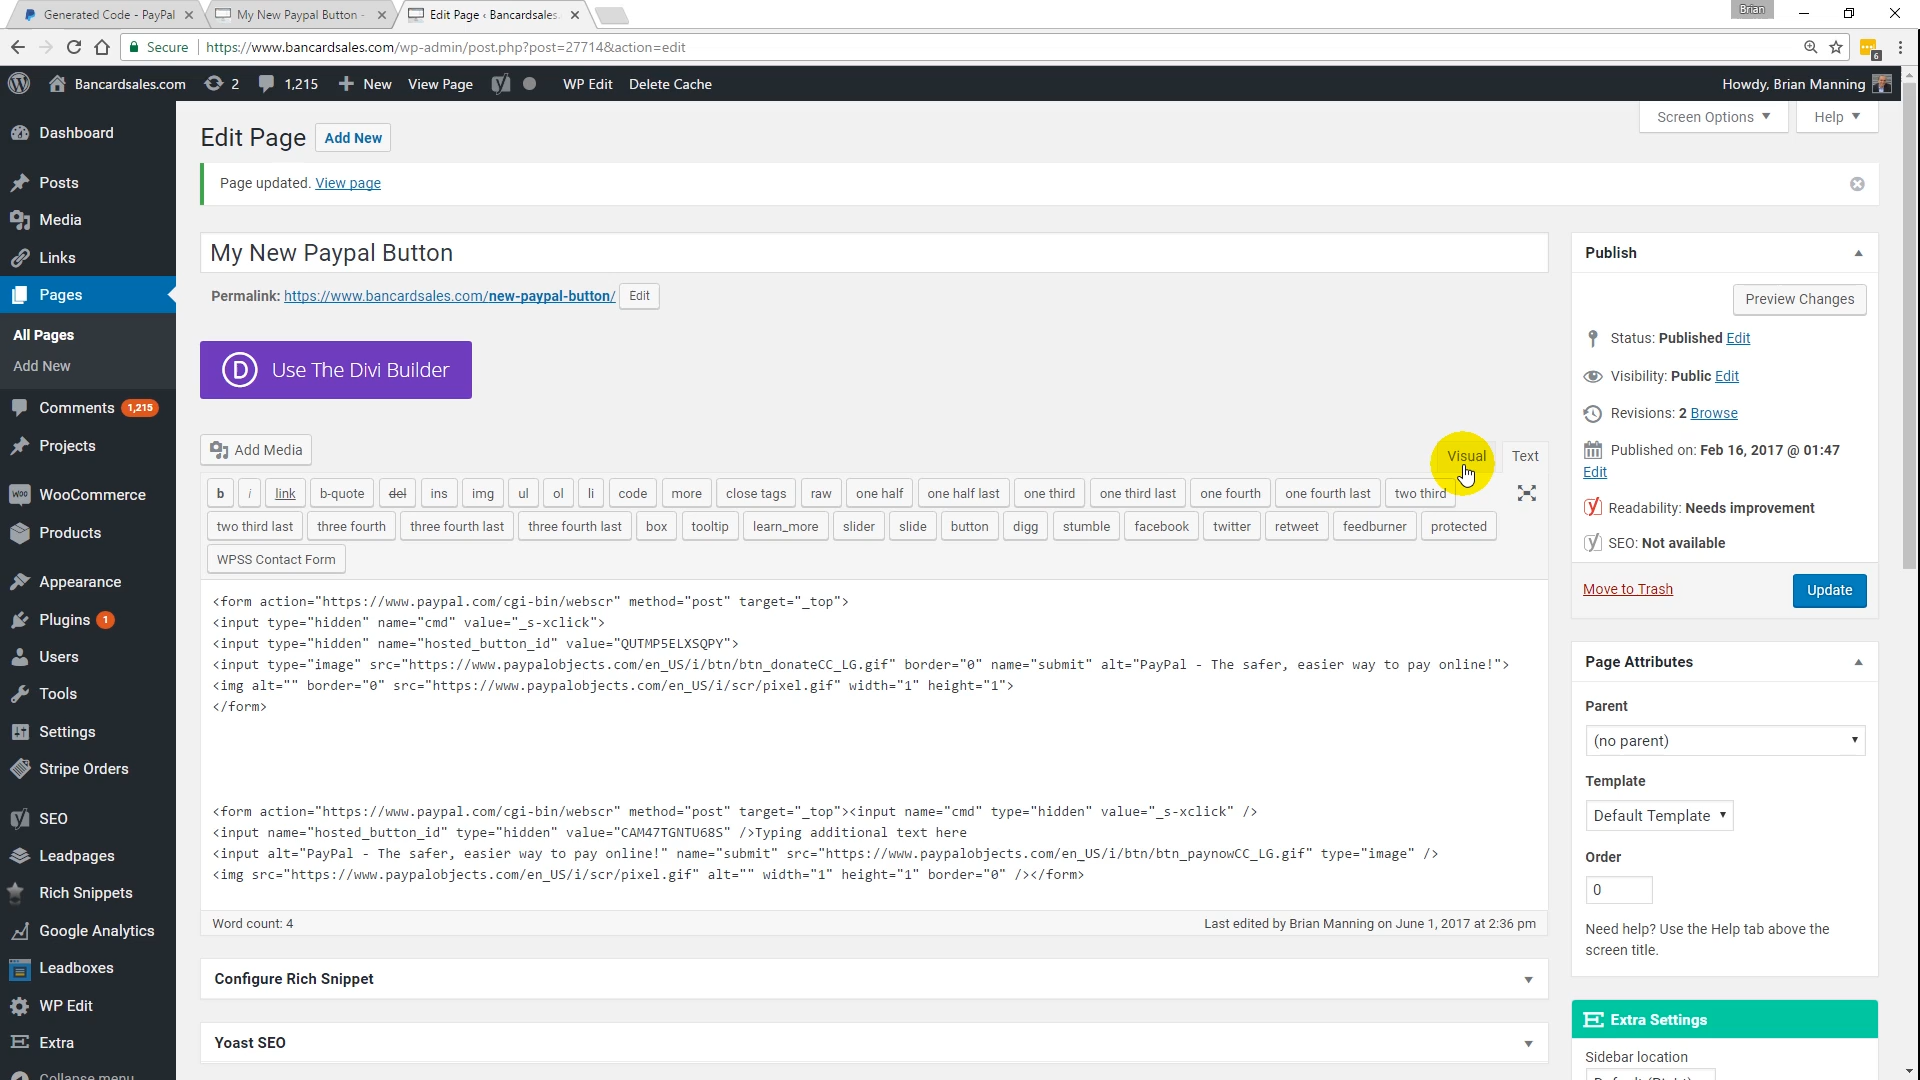 Generated Code - PayPal
My New Paypal Button -
Edit Page ‹ Bancardsales.
Brian
Secure
https://www.bancardsales.com/wp-admin/post.php?post=27714&action=edit
6
Bancardsales.com
2
1,215
New
View Page
WP Edit
Delete Cache
Howdy, Brian Manning
Dashboard
Posts
Media
Links
Pages
All Pages
Add New
Comments 1,215
Projects
WooCommerce
Products
Appearance
Plugins 1
Users
Tools
Settings
Stripe Orders
SEO
Leadpages
Rich Snippets
Google Analytics
Leadboxes
WP Edit
Extra
Collapse menu
Edit Page
Add New
Screen Options
Help
Page updated. View page
My New Paypal Button
Permalink: https://www.bancardsales.com/new-paypal-button/ Edit
D Use The Divi Builder
Add Media
Visual
Text
b i link b-quote del ins img ul ol li code more close tags raw one half one half last one third one third last one fourth one fourth last two third
two third last three fourth three fourth last three fourth last box tooltip learn_more slider slide button digg stumble facebook twitter retweet feedburner protected
WPSS Contact Form
<form action="https://www.paypal.com/cgi-bin/webscr" method="post" target="_top">
<input type="hidden" name="cmd" value="_s-xclick">
<input type="hidden" name="hosted_button_id" value="QUTMP5ELXSQPY">
<input type="image" src="https://www.paypalobjects.com/en_US/i/btn/btn_donateCC_LG.gif" border="0" name="submit" alt="PayPal - The safer, easier way to pay online!">
<img alt="" border="0" src="https://www.paypalobjects.com/en_US/i/scr/pixel.gif" width="1" height="1">
</form>
<form action="https://www.paypal.com/cgi-bin/webscr" method="post" target="_top"><input name="cmd" type="hidden" value="_s-xclick" />
<input name="hosted_button_id" type="hidden" value="CAM47TGNTU68S" />Typing additional text here
<input alt="PayPal - The safer, easier way to pay online!" name="submit" src="https://www.paypalobjects.com/en_US/i/btn/btn_paynowCC_LG.gif" type="image" />
<img src="https://www.paypalobjects.com/en_US/i/scr/pixel.gif" alt="" width="1" height="1" border="0" /></form>
Word count: 4
Last edited by Brian Manning on June 1, 2017 at 2:36 pm
Configure Rich Snippet
Yoast SEO
Publish
Preview Changes
Status: Published Edit
Visibility: Public Edit
Revisions: 2 Browse
Published on: Feb 16, 2017 @ 01:47
Edit
Readability: Needs improvement
SEO: Not available
Move to Trash
Update
Page Attributes
Parent
(no parent)
Template
Default Template
Order
0
Need help? Use the Help tab above the
screen title.
Extra Settings
Sidebar location